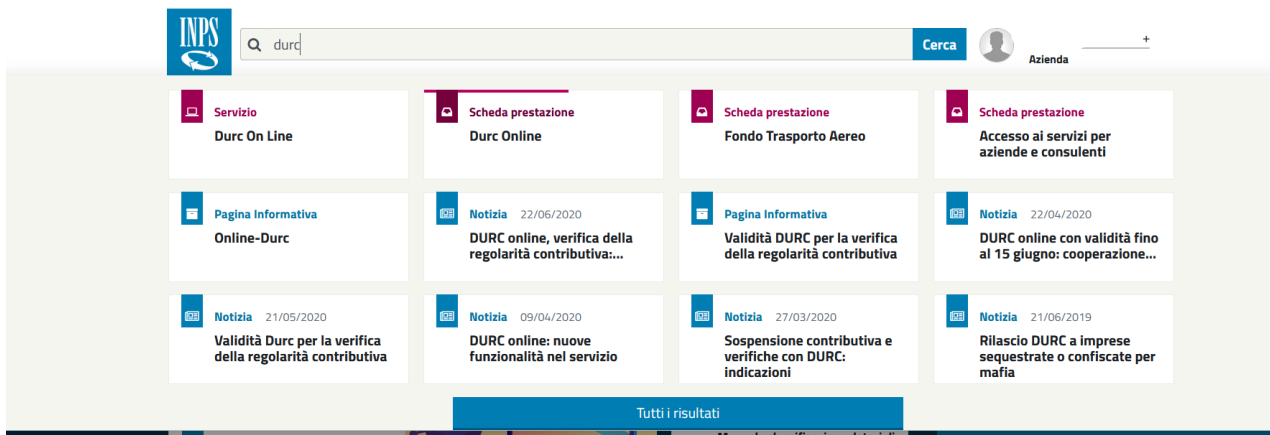 INPS
durc
Cerca
Azienda
+
Servizio
Durc On Line
Scheda prestazione
Durc Online
Scheda prestazione
Fondo Trasporto Aereo
Scheda prestazione
Accesso ai servizi per
aziende e consulenti
Pagina Informativa
Online-Durc
Notizia 22/06/2020
DURC online, verifica della
regolarità contributiva:...
Pagina Informativa
Validità DURC per la verifica
della regolarità contributiva
Notizia 22/04/2020
DURC online con validità fino
al 15 giugno: cooperazione...
Notizia 21/05/2020
Validità Durc per la verifica
della regolarità contributiva
Notizia 09/04/2020
DURC online: nuove
funzionalità nel servizio
Notizia 27/03/2020
Sospensione contributiva e
verifiche con DURC:
indicazioni
Notizia 21/06/2019
Rilascio DURC a imprese
sequestrate o confiscate per
mafia
Tutti i risultati